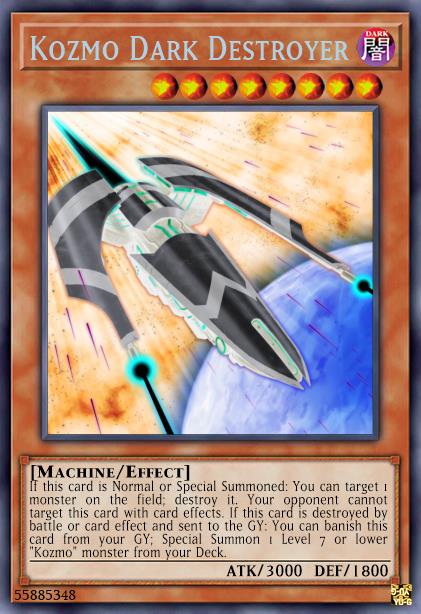 Kozmo Dark Destroyer
DARK
闇
[Machine/Effect]
If this card is Normal or Special Summoned: You can target 1
monster on the field; destroy it. Your opponent cannot
target this card with card effects. If this card is destroyed by
battle or card effect and sent to the GY: You can banish this
card from your GY; Special Summon 1 Level 7 or lower
"Kozmo" monster from your Deck.
ATK/3000 DEF/1800
55885348